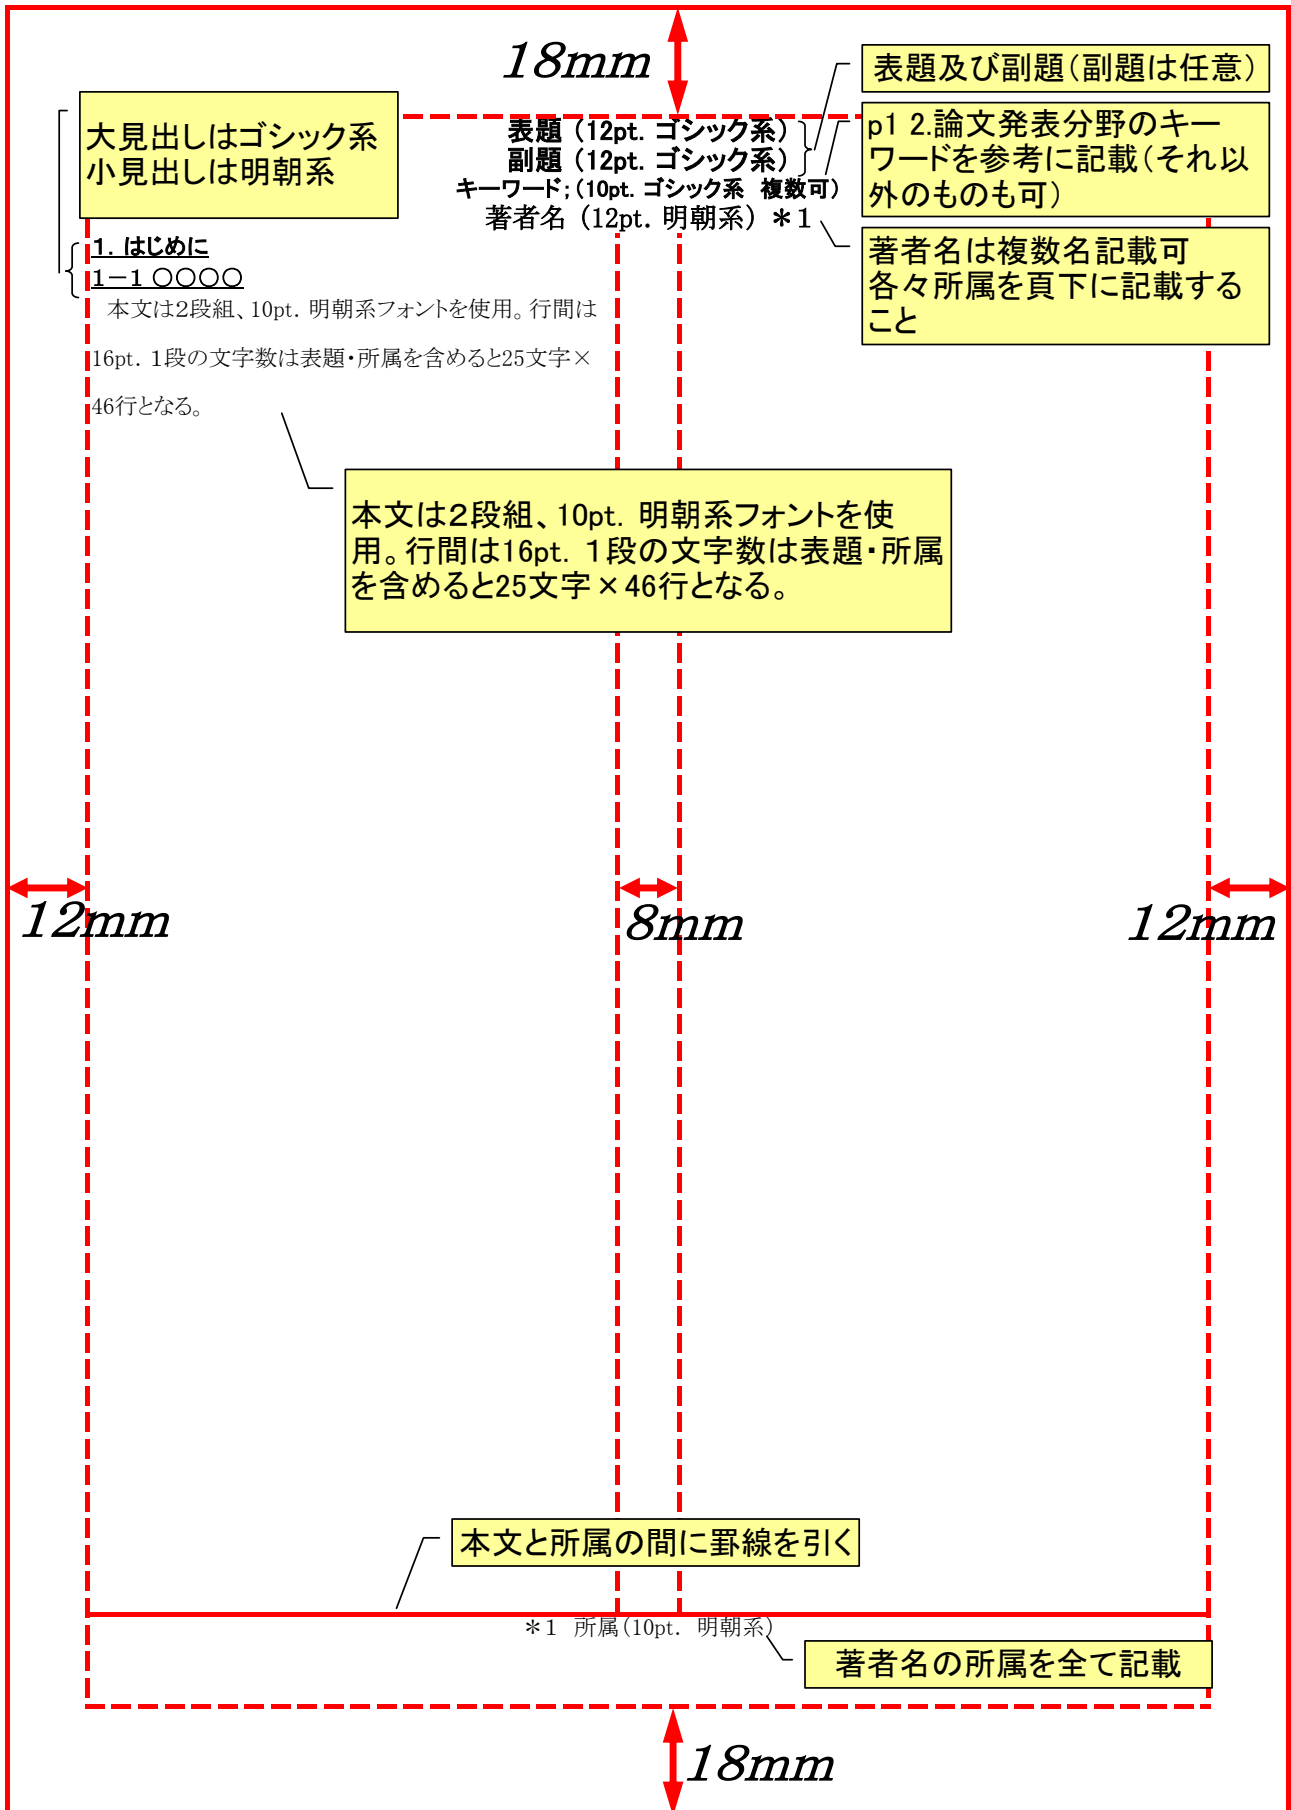 18mm
表題及び副題(副題は任意)
大見出しはゴシック系
小見出しは明朝系
表題（12pt. ゴシック系）
副題（12pt. ゴシック系）
キーワード；(10pt. ゴシック系　複数可)
著者名（12pt. 明朝系）＊1
p1 2.論文発表分野のキー
ワードを参考に記載(それ以
外のものも可)
著者名は複数名記載可
各々所属を頁下に記載する
こと
1. はじめに
1－1 ○○○○
本文は2段組、10pt. 明朝系フォントを使用。行間は
16pt. 1段の文字数は表題・所属を含めると25文字×
46行となる。
本文は2段組、10pt. 明朝系フォントを使
用。行間は16pt. 1段の文字数は表題・所属
を含めると25文字×46行となる。
12mm
8mm
12mm
本文と所属の間に罫線を引く
＊1　所属(10pt. 明朝系)
著者名の所属を全て記載
18mm